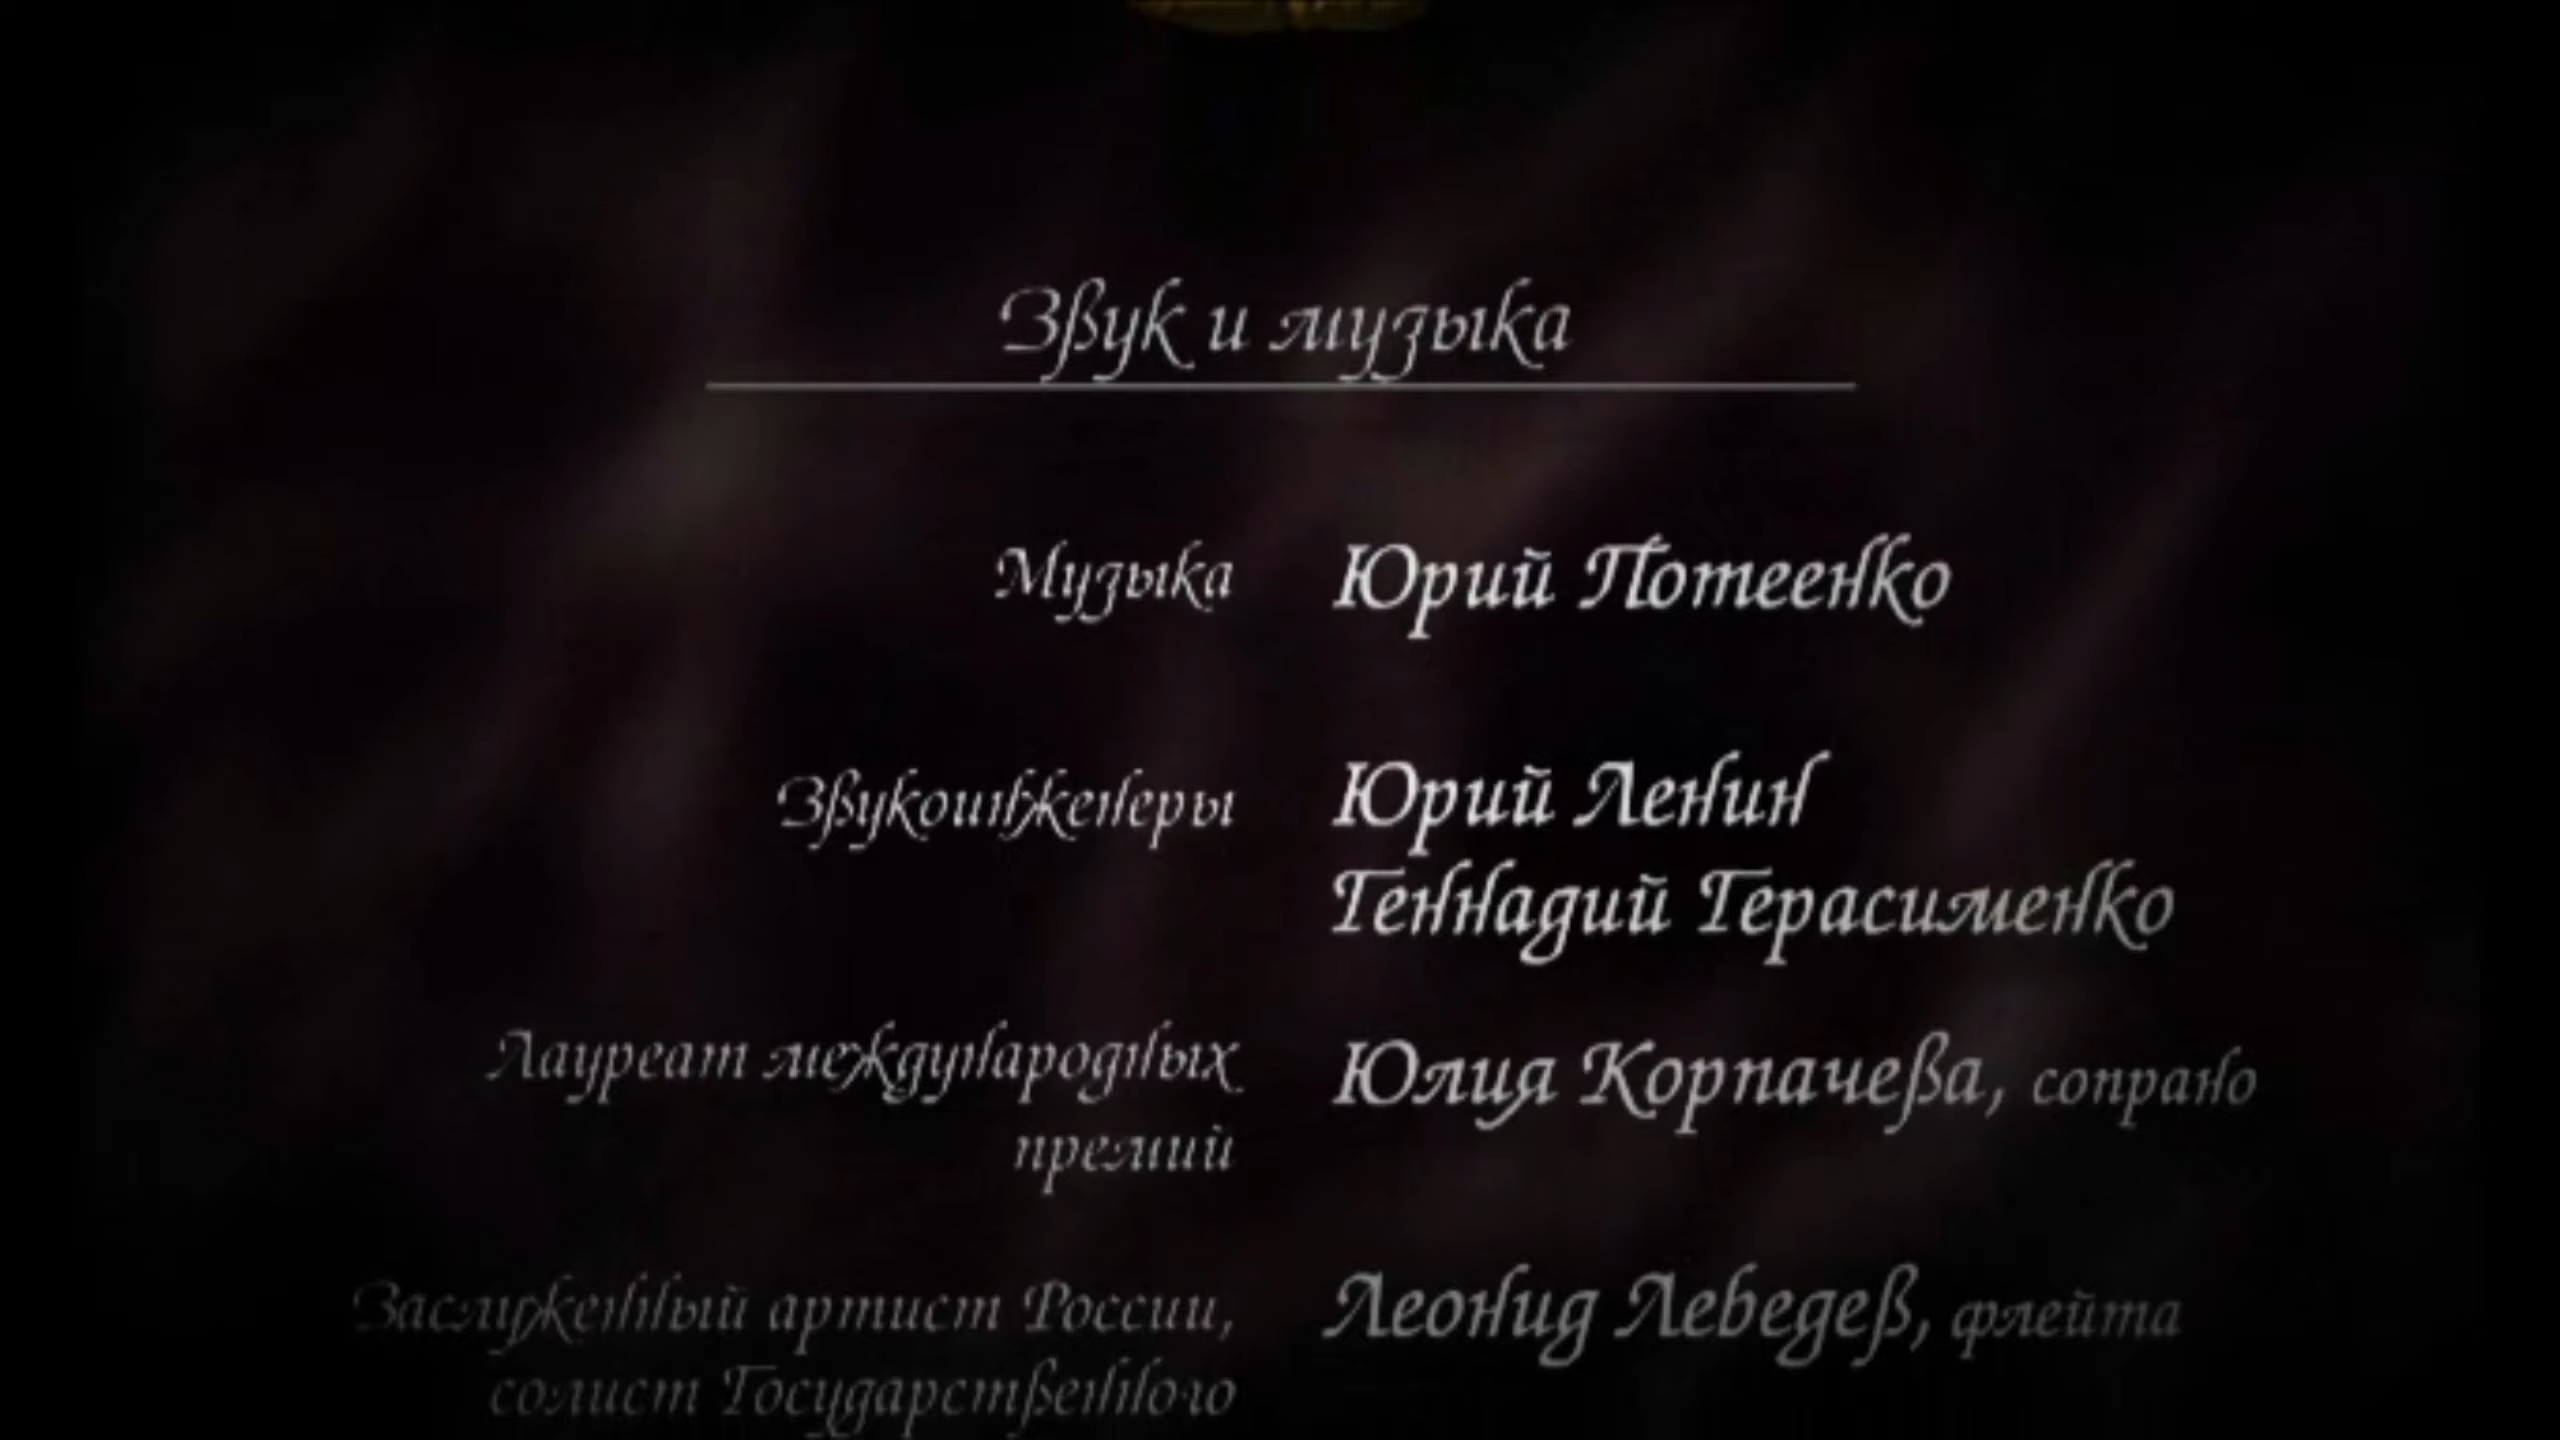 Звук и музыка
Музыка Юрий Потеенко
Звукоинженеры Юрий Ленин
Геннадий Герасименко
Лауреат международных Юлия Корпачева, сопрано
премий
Заслуженный артист России, Леонид Лебедев, флейта
солист Государственного